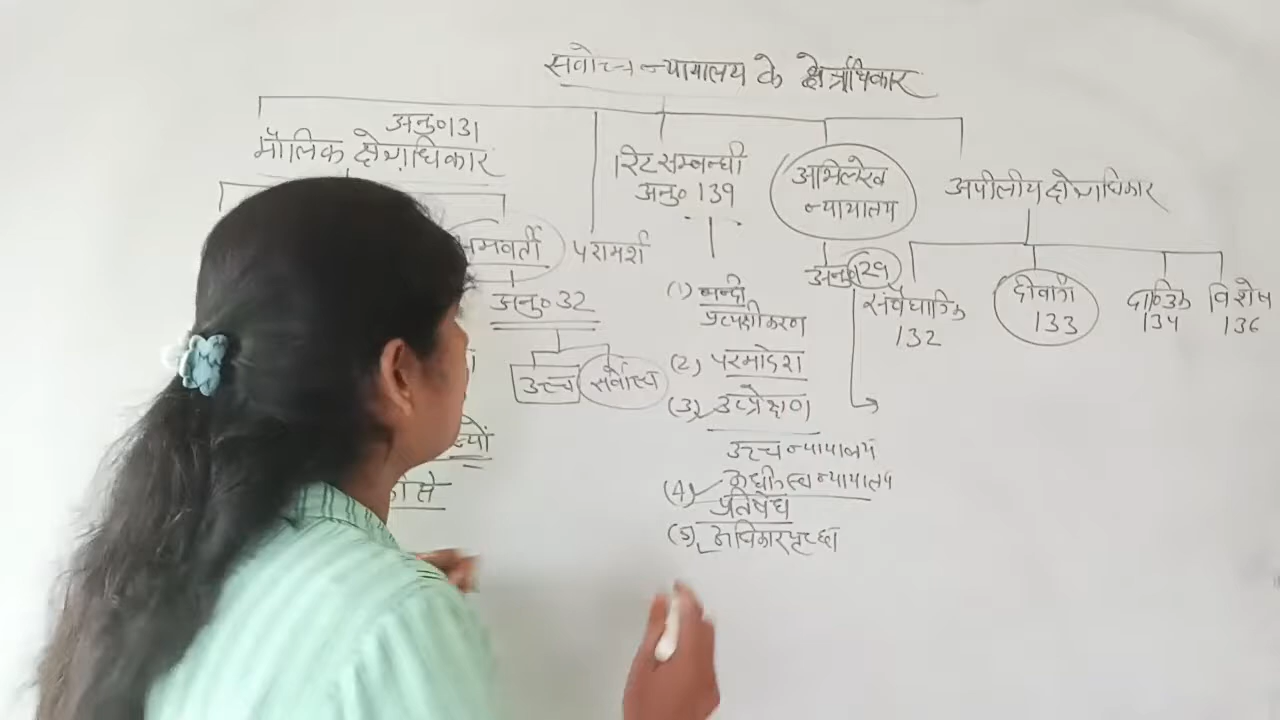 सर्वोच्च न्यायालय के क्षेत्राधिकार
अनु० 131
मौलिक क्षेत्राधिकार
समवर्ती
अनु० 32
उच्च सर्वोच्च
परामर्श
रिट सम्बन्धी
अनु० 139
(1) बन्दी
प्रत्यक्षीकरण
(2) परमादेश
(3) उत्प्रेक्षण
उच्च न्यायालय
न्यायालय
(4) प्रतिषेध
(5) अधिकारपृच्छा
अभिलेख
न्यायालय
अनु० 129
अपीलीय क्षेत्राधिकार
132
133
134
विशेष
136